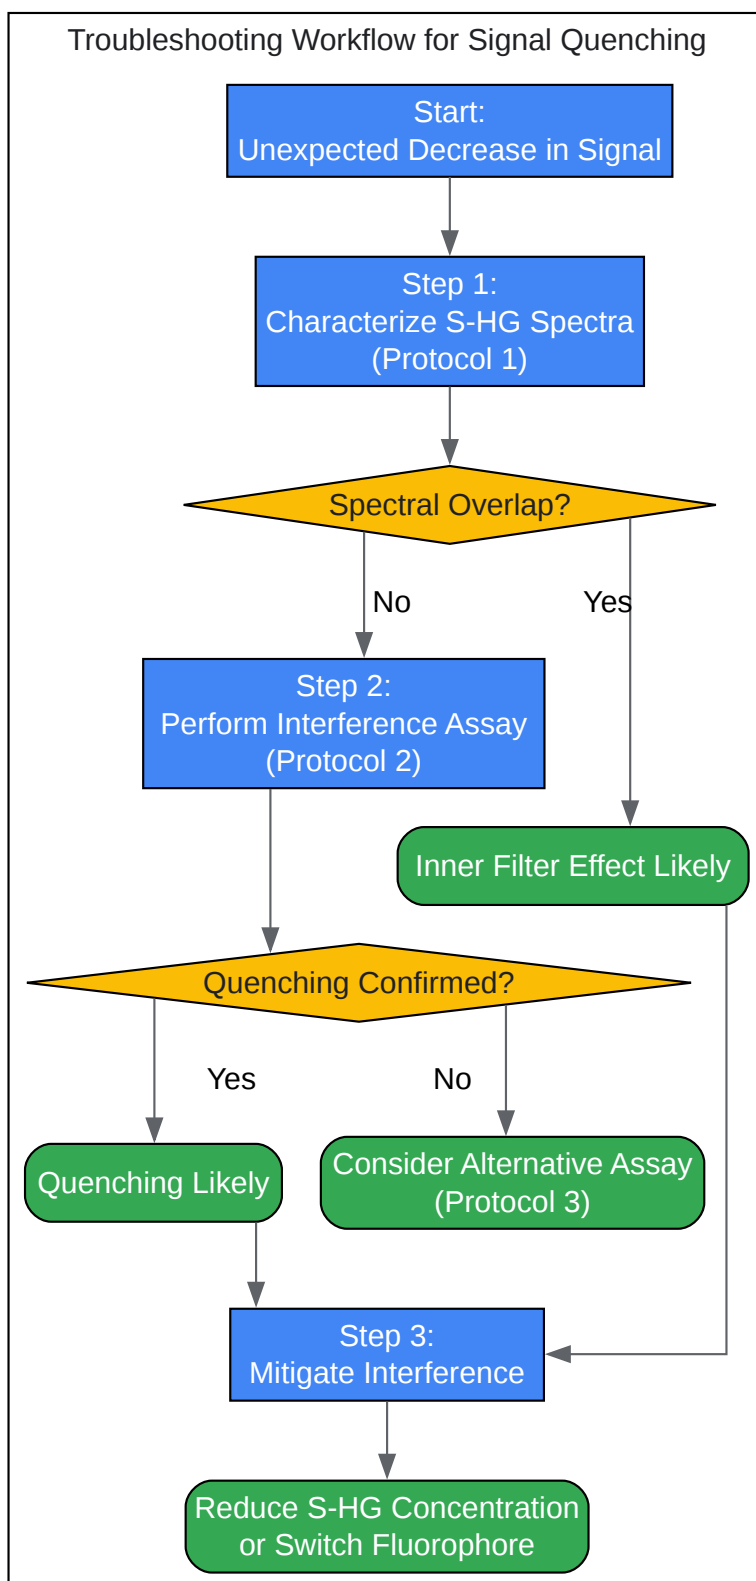 Troubleshooting Workflow for Signal Quenching
Start:
Unexpected Decrease in Signal
Step 1:
Characterize S-HG Spectra
(Protocol 1)
Spectral Overlap?
No
Yes
Step 2:
Perform Interference Assay
(Protocol 2)
Inner Filter Effect Likely
Quenching Confirmed?
Yes
No
Quenching Likely
Consider Alternative Assay
(Protocol 3)
Step 3:
Mitigate Interference
Reduce S-HG Concentration
or Switch Fluorophore